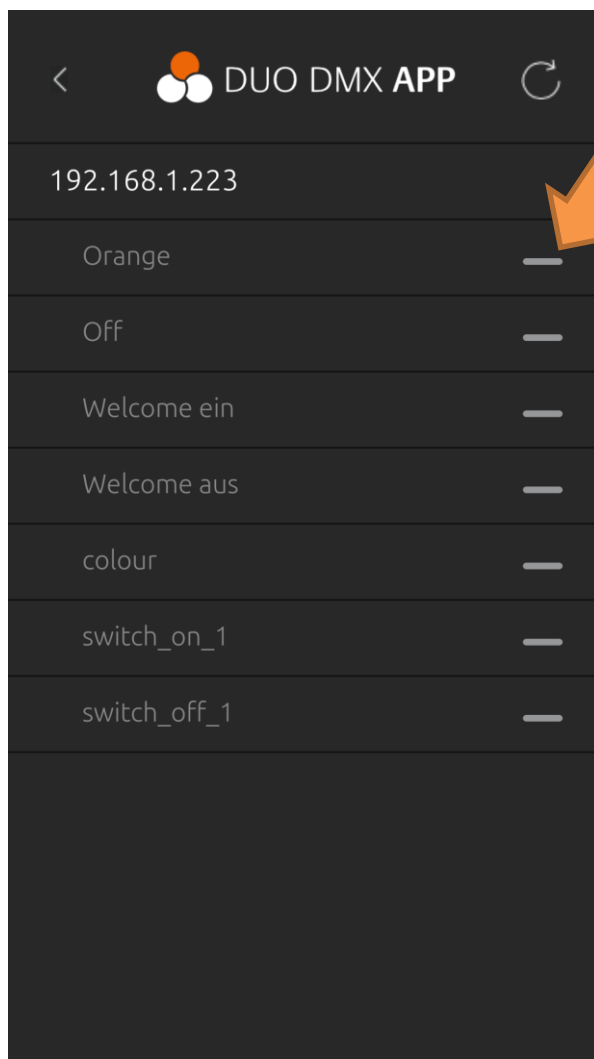 DUO DMX APP
192.168.1.223
Orange
Off
Welcome ein
Welcome aus
colour
switch_on_1
switch_off_1